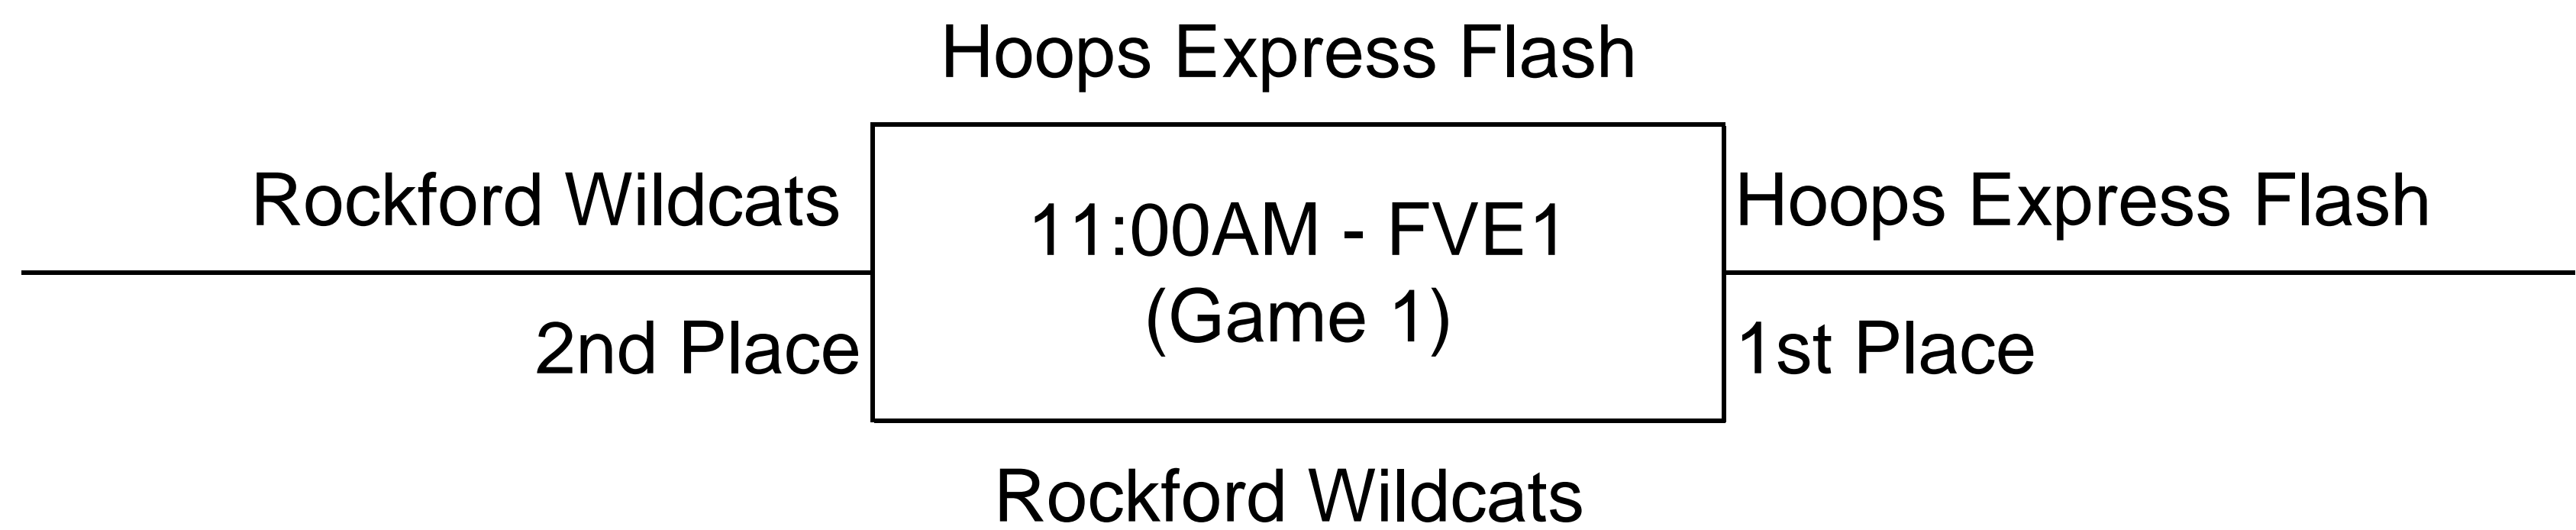 Hoops Express Flash
Rockford Wildcats
Hoops Express Flash
11:00AM - FVE1
(Game 1)
2nd Place
1st Place
Rockford Wildcats